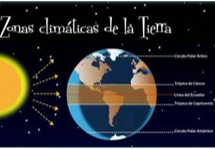 Zonas climáticas de la Tierra
Círculo Polar Ártico
Trópico de Cáncer
Línea del Ecuador
Trópico de Capricornio
Círculo Polar Antártico